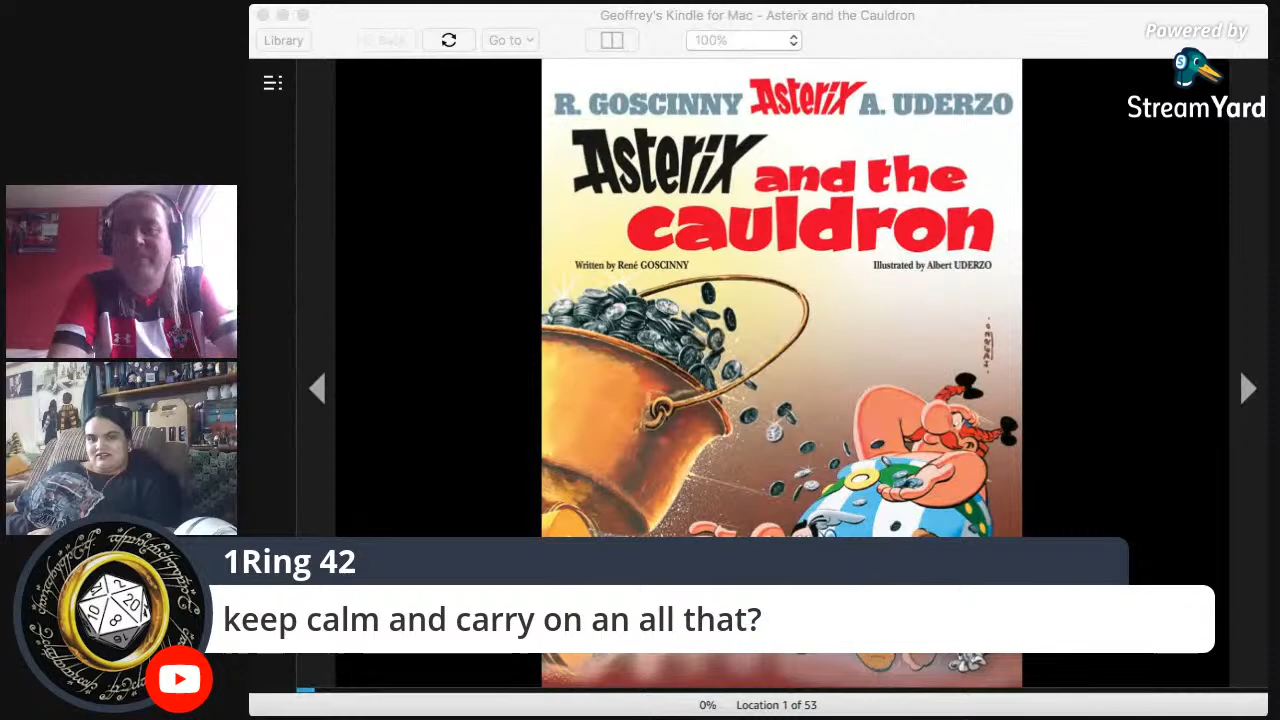 Geoffrey's Kindle for Mac - Asterix and the Cauldron
Powered by
Library
Back
Go to
100%
StreamYard
R. GOSCINNY Asterix A. UDERZO
Asterix and the
cauldron
Written by René GOSCINNY
Illustrated by Albert UDERZO
1Ring 42
keep calm and carry on an all that?
0%
Location 1 of 53